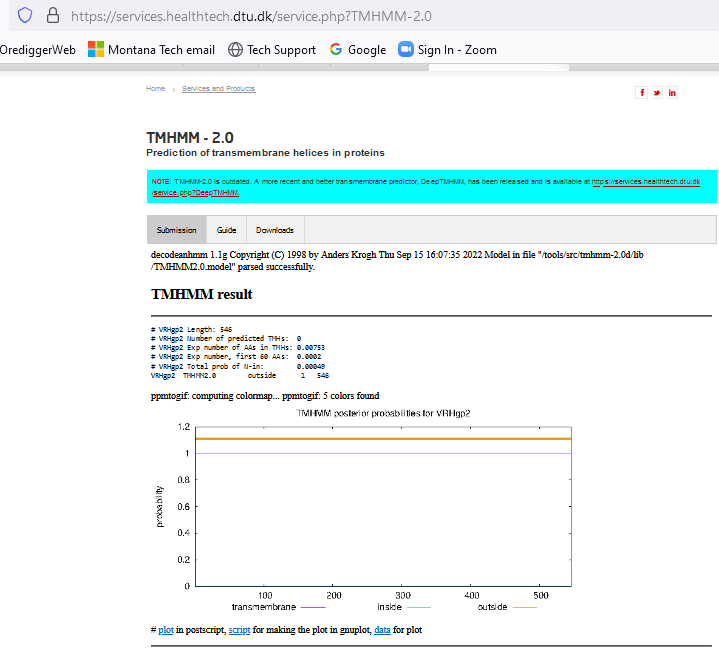 https://services.healthtech.dtu.dk/service.php?TMHMM-2.0
OrediggerWeb Montana Tech email Tech Support Google Sign In - Zoom
Home › Services and Products
TMHMM - 2.0
Prediction of transmembrane helices in proteins
NOTE: TMHMM-2.0 is outdated. A more recent and better transmembrane predictor, DeepTMHMM, has been released and is available at https://services.healthtech.dtu.dk
/service.php?DeepTMHMM.
Submission Guide Downloads
decodeanhmm 1.1g Copyright (C) 1998 by Anders Krogh Thu Sep 15 16:07:35 2022 Model in file "/tools/src/tmhmm-2.0d/lib
/TMHMM2.0.model" parsed successfully.
TMHMM result
# VRHgp2 Length: 546
# VRHgp2 Number of predicted TMHs: 0
# VRHgp2 Exp number of AAs in TMHs: 0.00753
# VRHgp2 Exp number, first 60 AAs: 0.0002
# VRHgp2 Total prob of N-in: 0.00049
VRHgp2 TMHMM2.0 outside 1 546
ppmtogif: computing colormap... ppmtogif: 5 colors found
TMHMM posterior probabilities for VRHgp2
1.2
1
0.8
0.6
0.4
0.2
0
probability
100 200 300 400 500
transmembrane inside outside
# plot in postscript, script for making the plot in gnuplot, data for plot